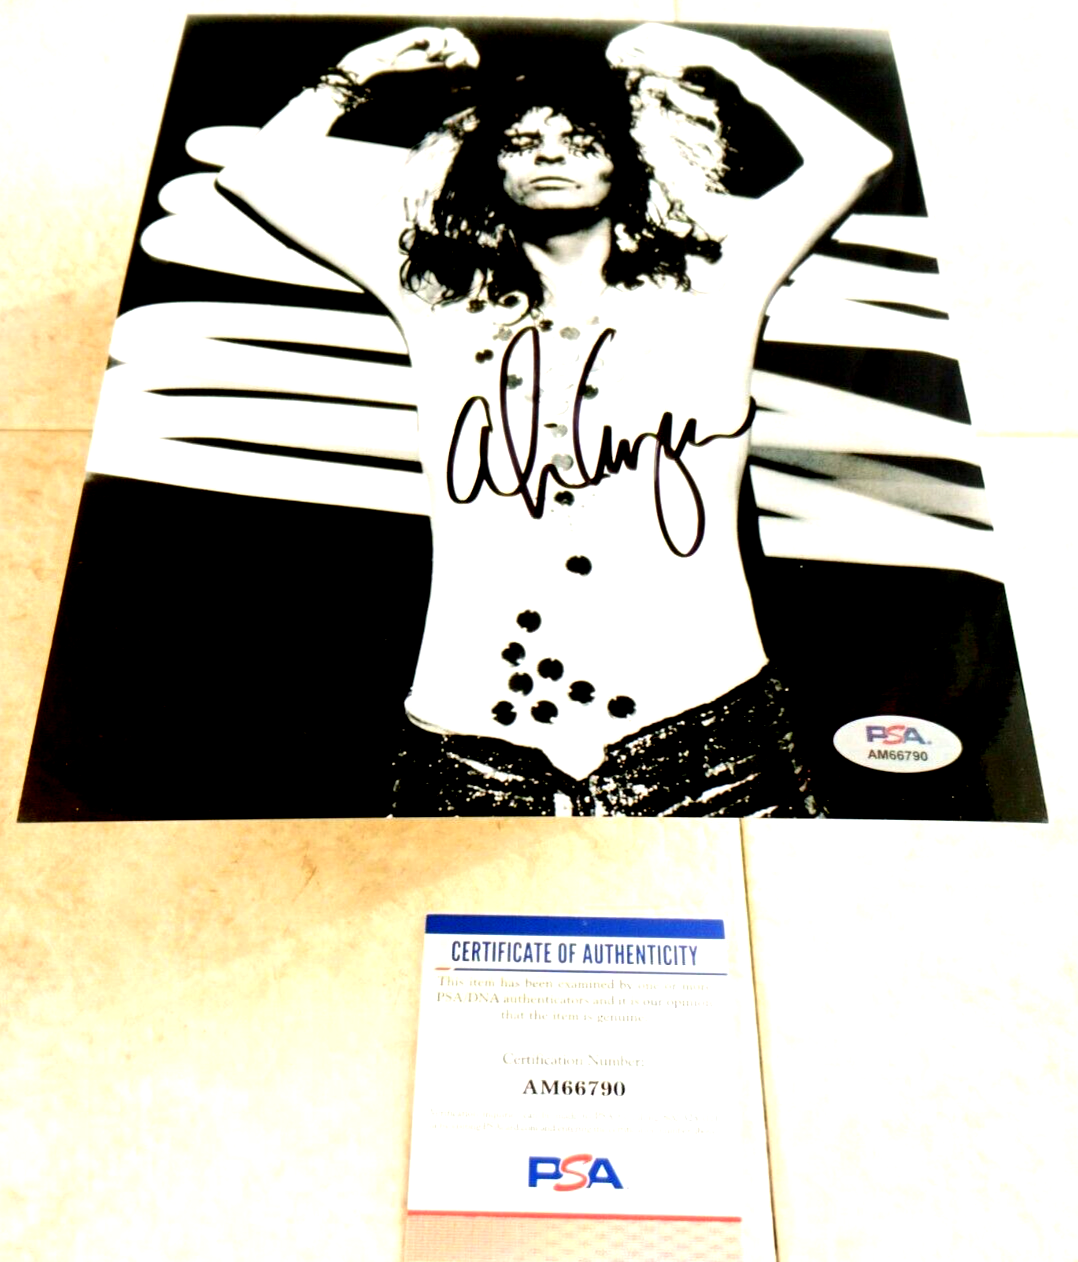 PSA
AM66790
CERTIFICATE OF AUTHENTICITY
This item has been examined by one or more
PSA DNA authenticators and it is our opinion
that the item is genuine
Certification Number:
AM66790
PSA